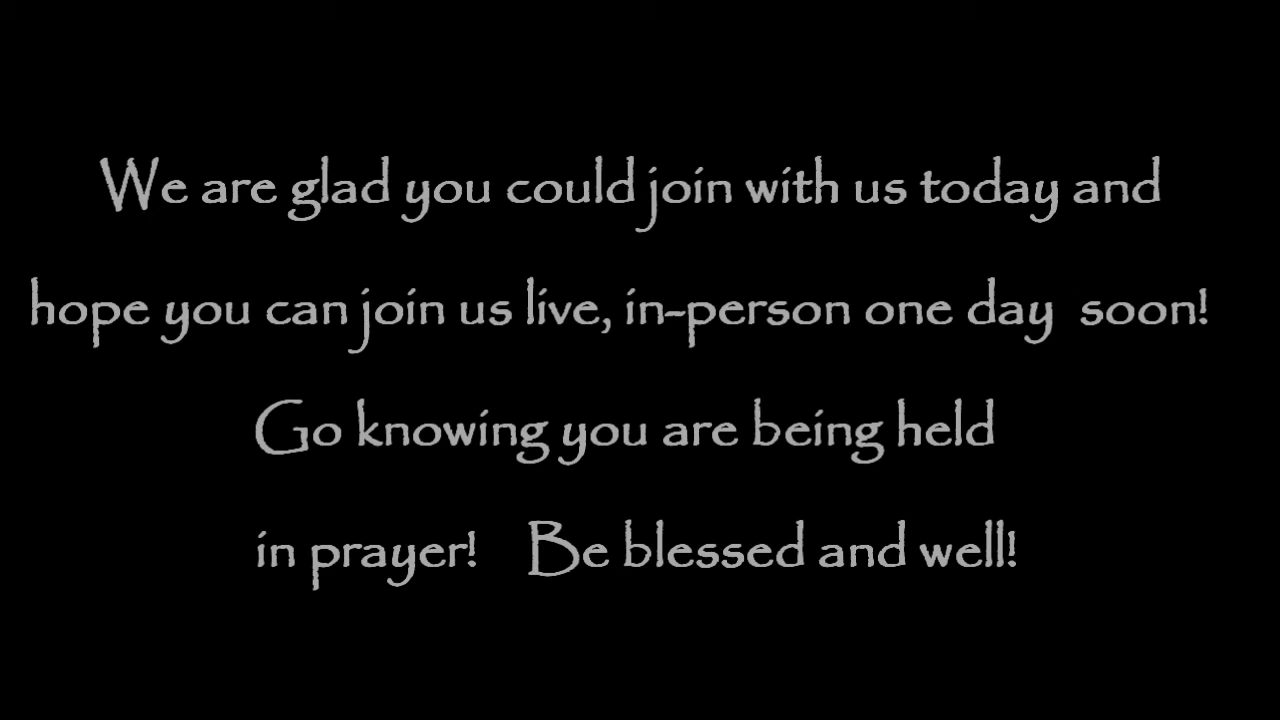 We are glad you could join with us today and
hope you can join us live, in-person one day  soon!
Go knowing you are being held
in prayer!   Be blessed and well!